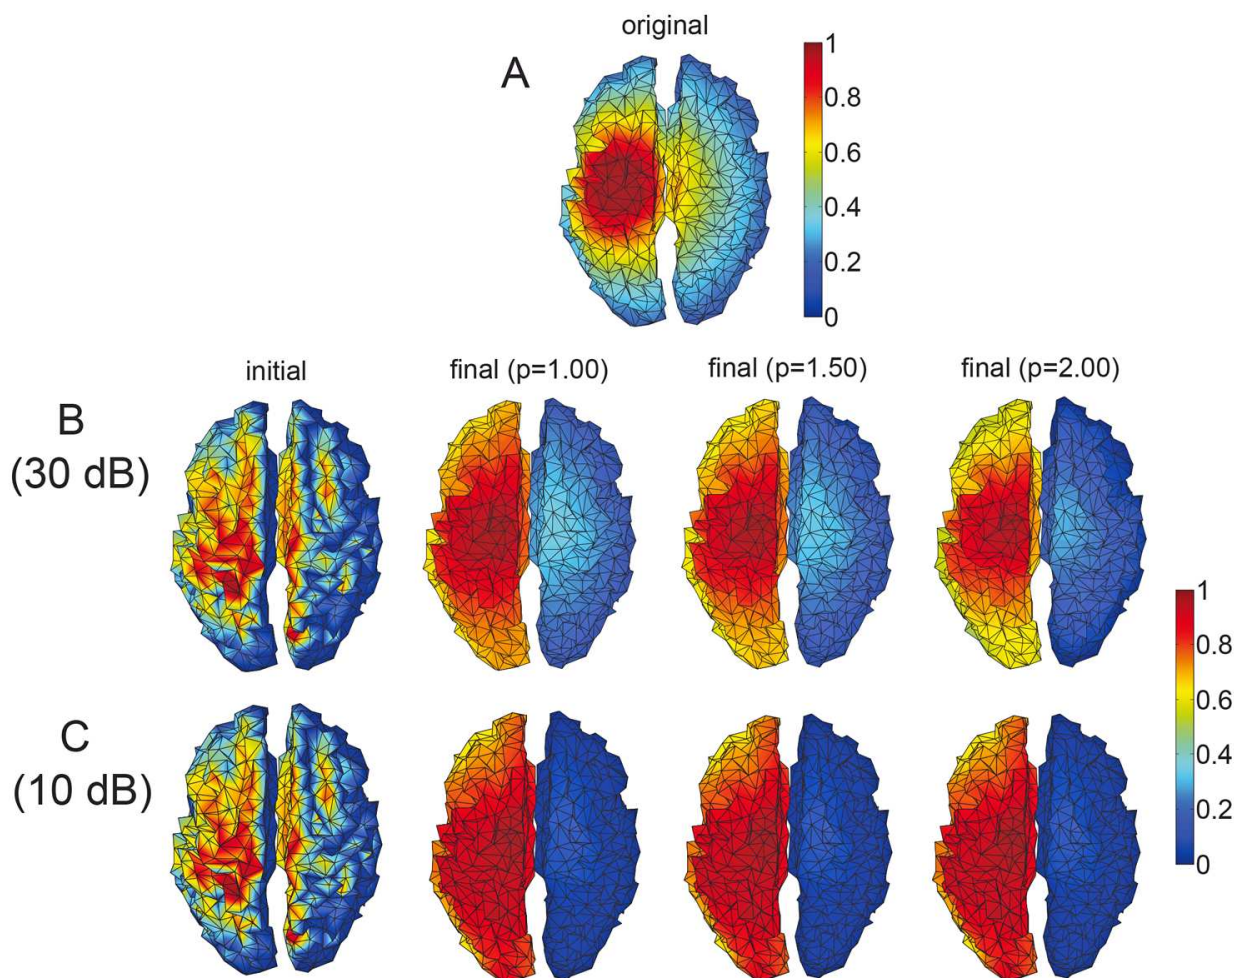 original
A
1
0.8
0.6
0.4
0.2
0
initial
final (p=1.00)
final (p=1.50)
final (p=2.00)
B
(30 dB)
C
(10 dB)
1
0.8
0.6
0.4
0.2
0